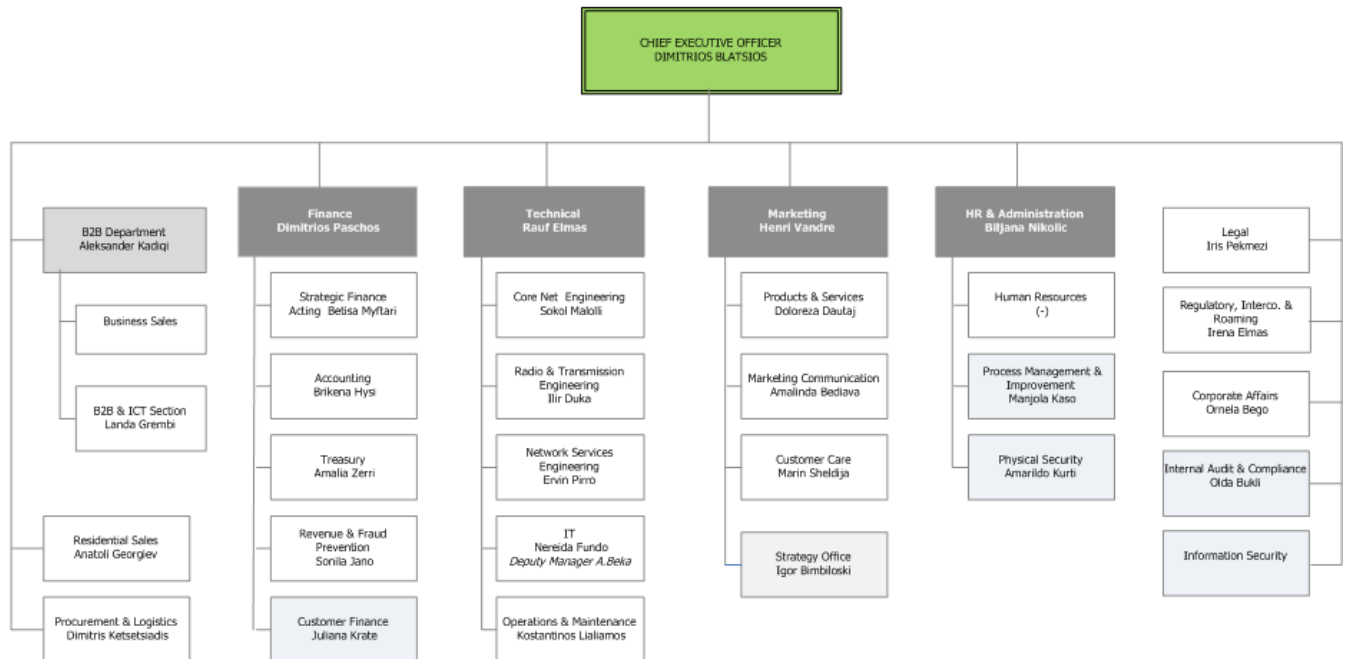 CHIEF EXECUTIVE OFFICER
DIMITRIOS BLATSIOS
B2B Department
Aleksander Kadiqi
Business Sales
B2B & ICT Section
Landa Grembi
Residential Sales
Anatoli Georgiev
Procurement & Logistics
Dimitris Ketsetsiadis
Finance
Dimitrios Paschos
Strategic Finance
Acting Betisa Myftari
Accounting
Brikena Hysi
Treasury
Amalia Zerri
Revenue & Fraud
Prevention
Sonila Jano
Customer Finance
Juliana Krate
Technical
Rauf Elmas
Core Net Engineering
Sokol Malolli
Radio & Transmission
Engineering
Ilir Duka
Network Services
Engineering
Ervin Pirro
IT
Nereida Fundo
Deputy Manager A.Beka
Operations & Maintenance
Kostantinos Lialiamos
Marketing
Henri Vandre
Products & Services
Doloreza Dautaj
Marketing Communication
Amalinda Bediava
Customer Care
Marin Sheldija
Strategy Office
Igor Bimbiloski
HR & Administration
Biljana Nikolic
Human Resources
(-)
Process Management &
Improvement
Manjola Kaso
Physical Security
Amarildo Kurti
Legal
Iris Pekmezi
Regulatory, Interco. &
Roaming
Irena Elmas
Corporate Affairs
Ornela Bego
Internal Audit & Compliance
Olda Bukli
Information Security